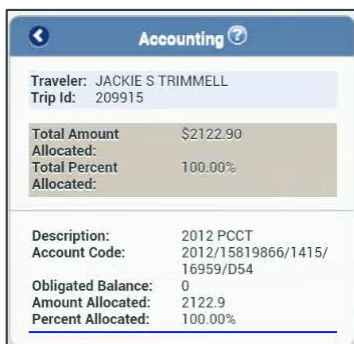 Accounting ?
Traveler: JACKIE S TRIMMELL
Trip Id: 209915
Total Amount Allocated: $2122.90
Total Percent Allocated: 100.00%
Description: 2012 PCCT
Account Code: 2012/15819866/1415/
16959/D54
Obligated Balance: 0
Amount Allocated: 2122.9
Percent Allocated: 100.00%